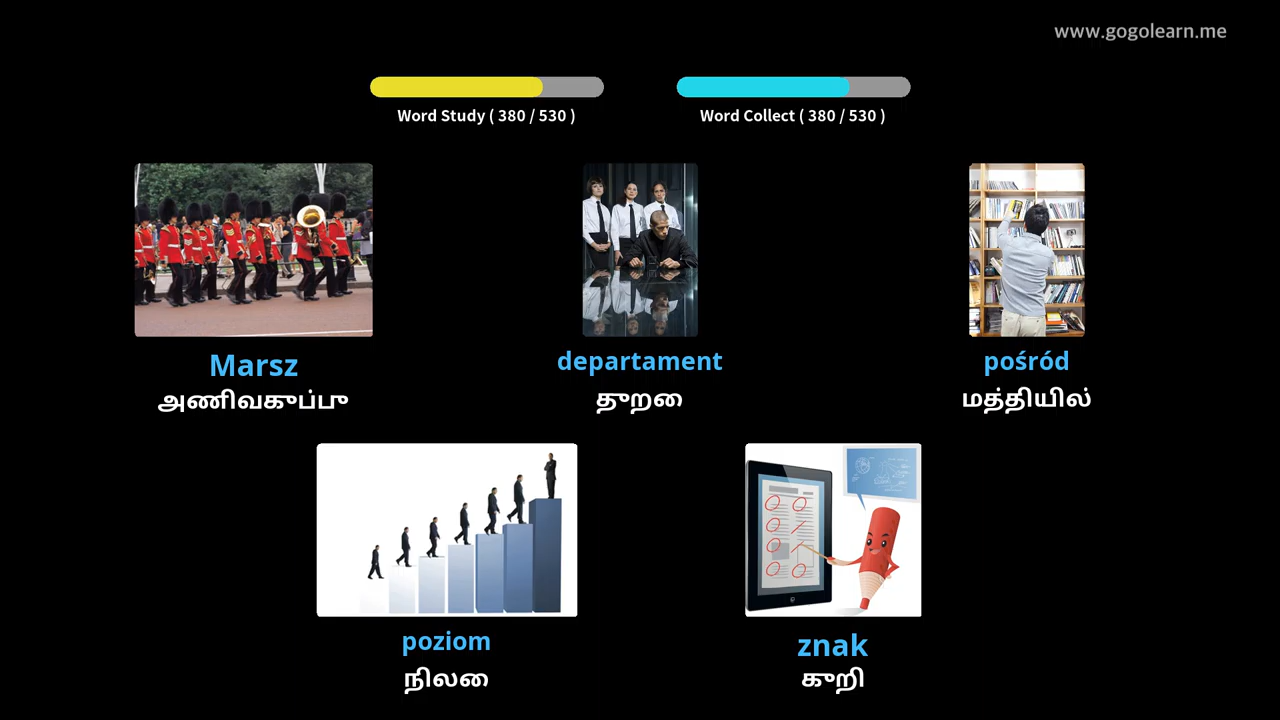 www.gogolearn.me
Word Study ( 380 / 530 )
Word Collect ( 380 / 530 )
Marsz
அணிவகுப்பு
departament
துறை
pośród
மத்தியில்
poziom
நிலை
znak
குறி